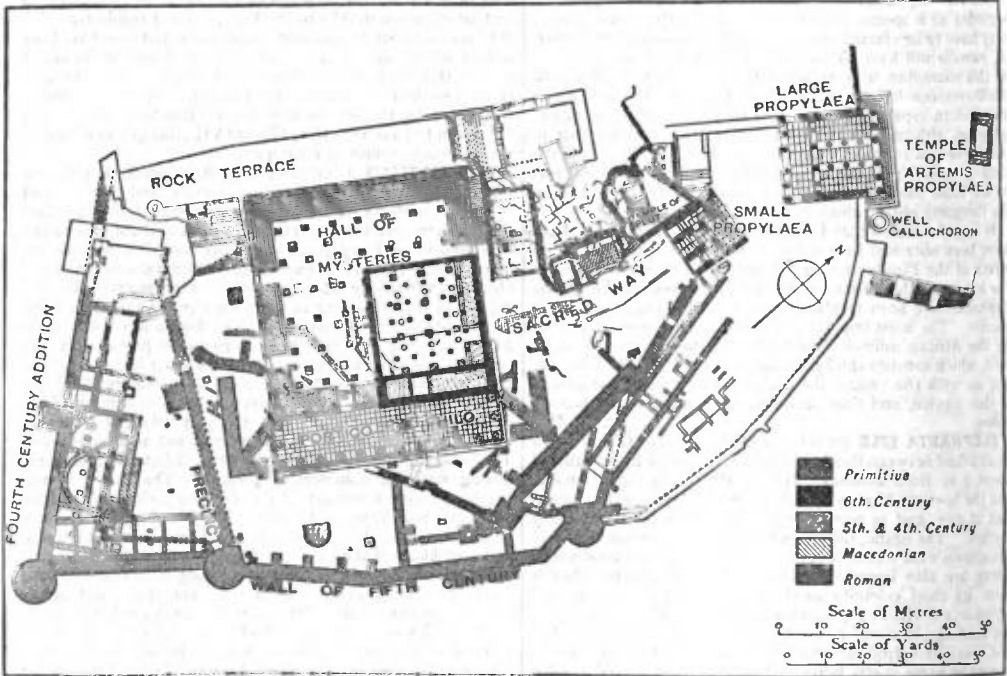 LARGE
PROPYLAEA
TEMPLE
OF
ARTEMIS
PROPYLAEA
ROCK TERRACE
WELL
CALLICHORON
HALL OF
MYSTERIES
SMALL
PROPYLAEA
SACRED
WAY
N
FOURTH CENTURY ADDITION
WALL OF FIFTH CENTURY
Primitive
6th. Century
5th. & 4th. Century
Macedonian
Roman
Scale of Metres
0 10 20 30 40 50
Scale of Yards
0 10 20 30 40 50